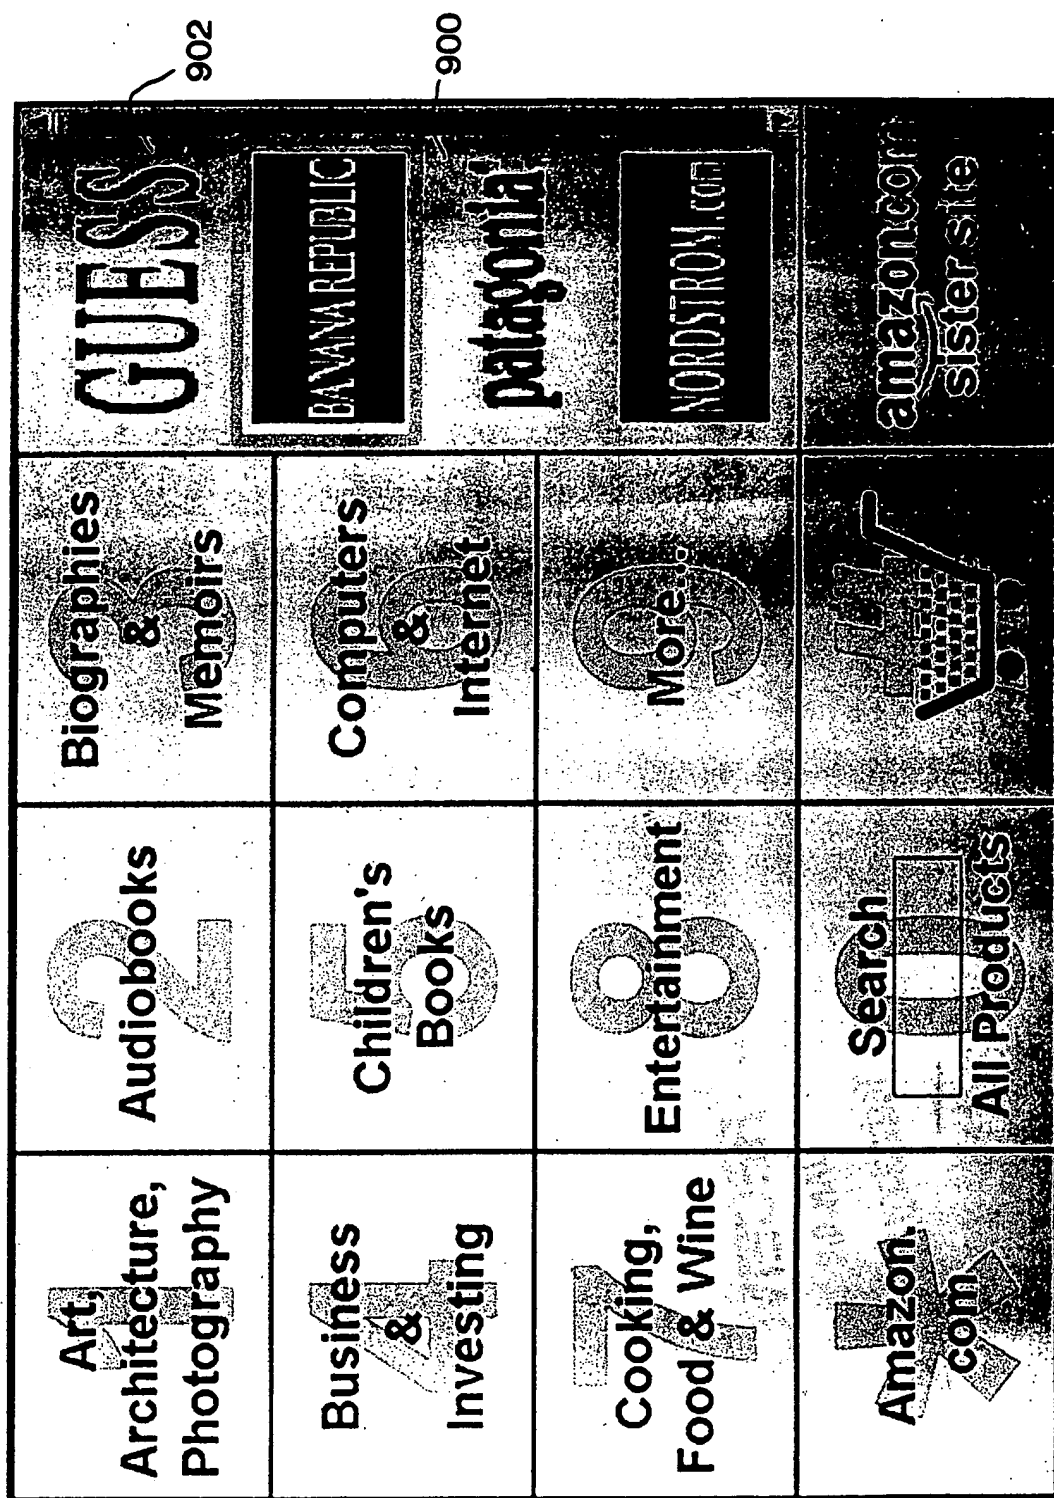 1
Art,
Architecture,
Photography
2
Audiobooks
3
Biographies
&
Memoirs
GUESS
902
BANANA REPUBLIC
4
Business
&
Investing
5
Children's
Books
6
Computers
&
Internet
patagonia
900
7
Cooking,
Food & Wine
8
Entertainment
9
More...
NORDSTROM.com
*
Amazon.
com
0
Search
All Products
#
amazon.com
sister site